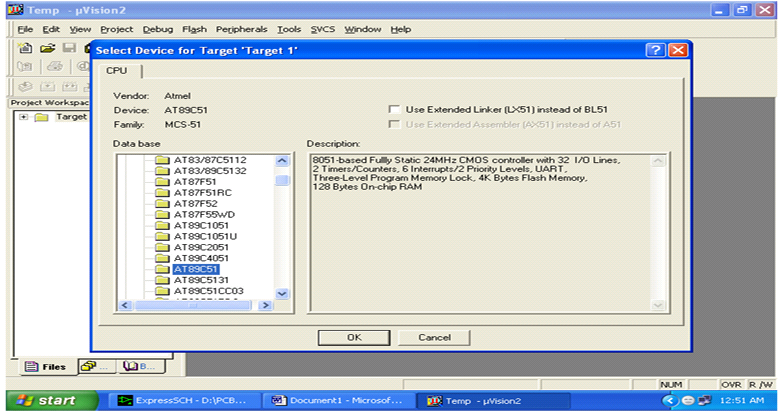 Temp - µVision2
File Edit View Project Debug Flash Peripherals Tools SVCS Window Help
Select Device for Target 'Target 1'
CPU
Vendor: Atmel
Device: AT89C51
Family: MCS-51
Use Extended Linker (LX51) instead of BL51
Use Extended Assembler (AX51) instead of A51
Project Workspac
Target
Data base
AT83/87C5112
AT83/89C5132
AT87F51
AT87F51RC
AT87F52
AT87F55WD
AT89C1051
AT89C1051U
AT89C2051
AT89C4051
AT89C51
AT89C5131
AT89C51CC03
Description:
8051-based Fullly Static 24MHz CMOS controller with 32 I/O Lines,
2 Timers/Counters, 6 Interrupts/2 Priority Levels, UART,
Three-Level Program Memory Lock, 4K Bytes Flash Memory,
128 Bytes On-chip RAM
OK Cancel
Files ... B...
NUM OVR R /W
start ExpressSCH - D:\PCB... Document1 - Microsof... Temp - µVision2 12:51 AM